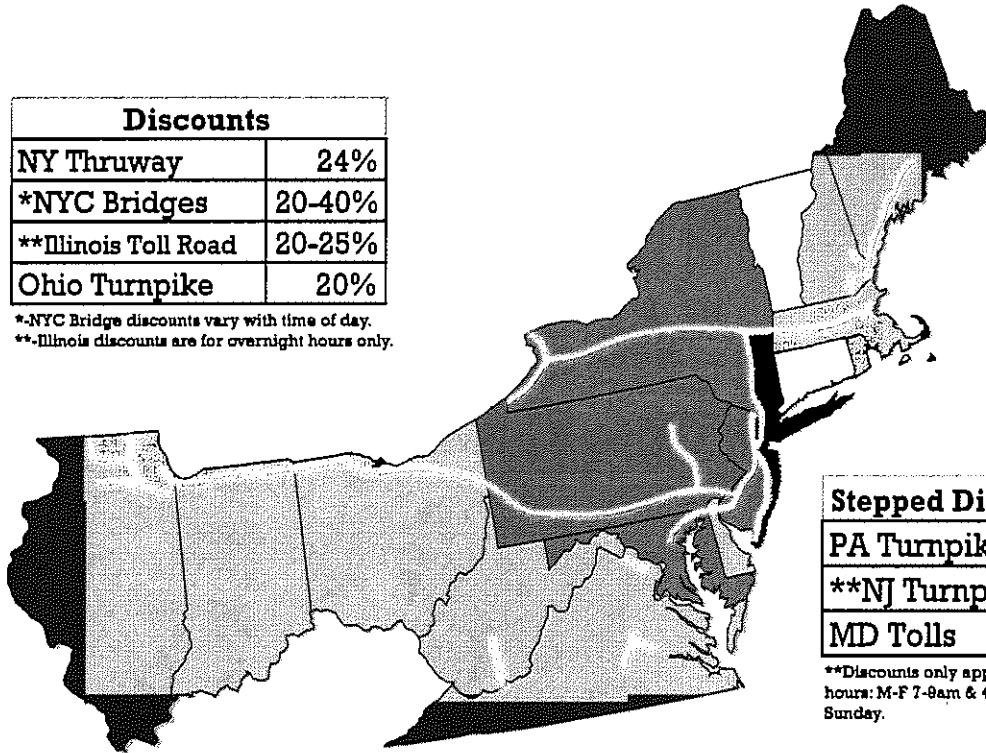 Discounts
NY Thruway 24%
*NYC Bridges 20-40%
**Illinois Toll Road 20-25%
Ohio Turnpike 20%
*-NYC Bridge discounts vary with time of day.
**-Illinois discounts are for overnight hours only.
Stepped Di
PA Turnpik
**NJ Turnp
MD Tolls
**Discounts only app
hours: M-F 7-9am & 4
Sunday.